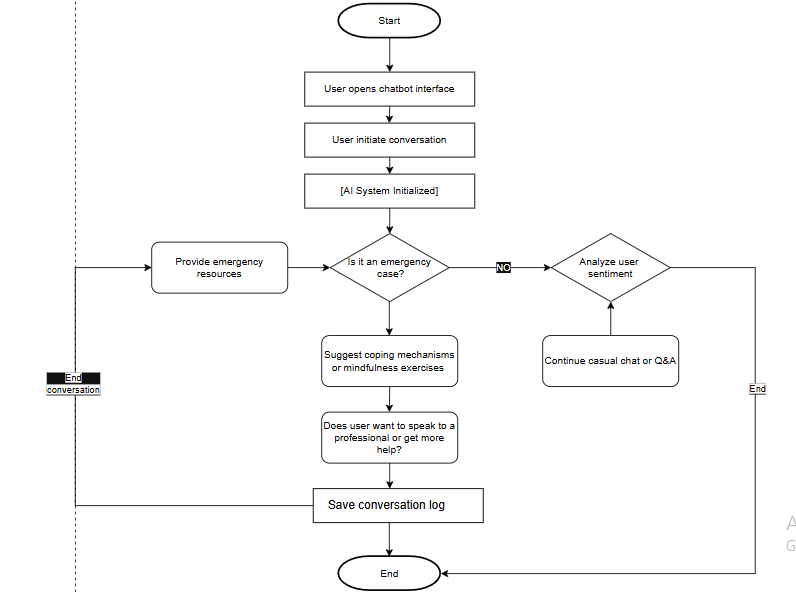 Start
User opens chatbot interface
User initiate conversation
[AI System Initialized]
Provide emergency
resources
Is it an emergency
case?
NO
Analyze user
sentiment
Suggest coping mechanisms
or mindfulness exercises
Continue casual chat or Q&A
End
conversation
End
Does user want to speak to a
professional or get more
help?
Save conversation log
End
A
G